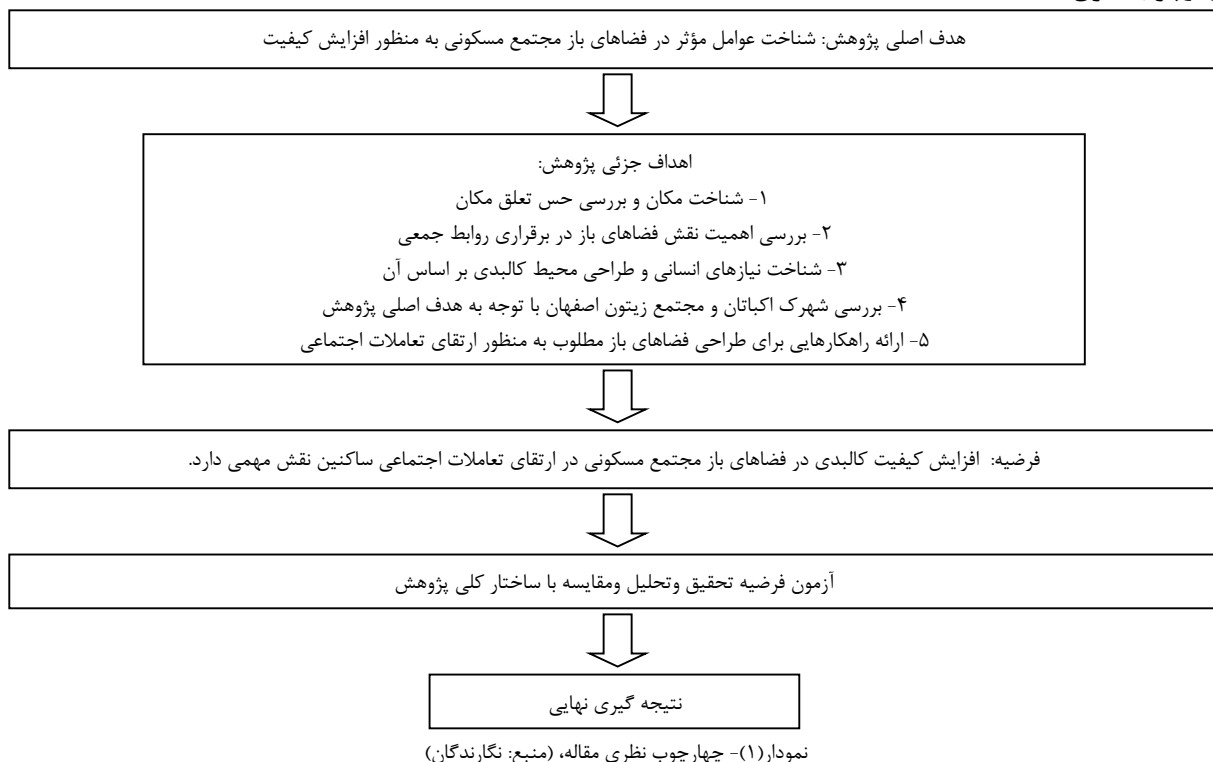 هدف اصلی پژوهش: شناخت عوامل مؤثر در فضاهای باز مجتمع مسکونی به منظور افزایش کیفیت
اهداف جزئی پژوهش:
۱- شناخت مکان و بررسی حس تعلق مکان
۲- بررسی اهمیت نقش فضاهای باز در برقراری روابط جمعی
۳- شناخت نیازهای انسانی و طراحی محیط کالبدی بر اساس آن
۴- بررسی شهرک اکباتان و مجتمع زیتون اصفهان با توجه به هدف اصلی پژوهش
۵- ارائه راهکارهایی برای طراحی فضاهای باز مطلوب به منظور ارتقای تعاملات اجتماعی
فرضیه: افزایش کیفیت کالبدی در فضاهای باز مجتمع مسکونی در ارتقای تعاملات اجتماعی ساکنین نقش مهمی دارد.
آزمون فرضیه تحقیق وتحلیل ومقایسه با ساختار کلی پژوهش
نتیجه گیری نهایی
نمودار(۱)- چهارچوب نظری مقاله، (منبع: نگارندگان)